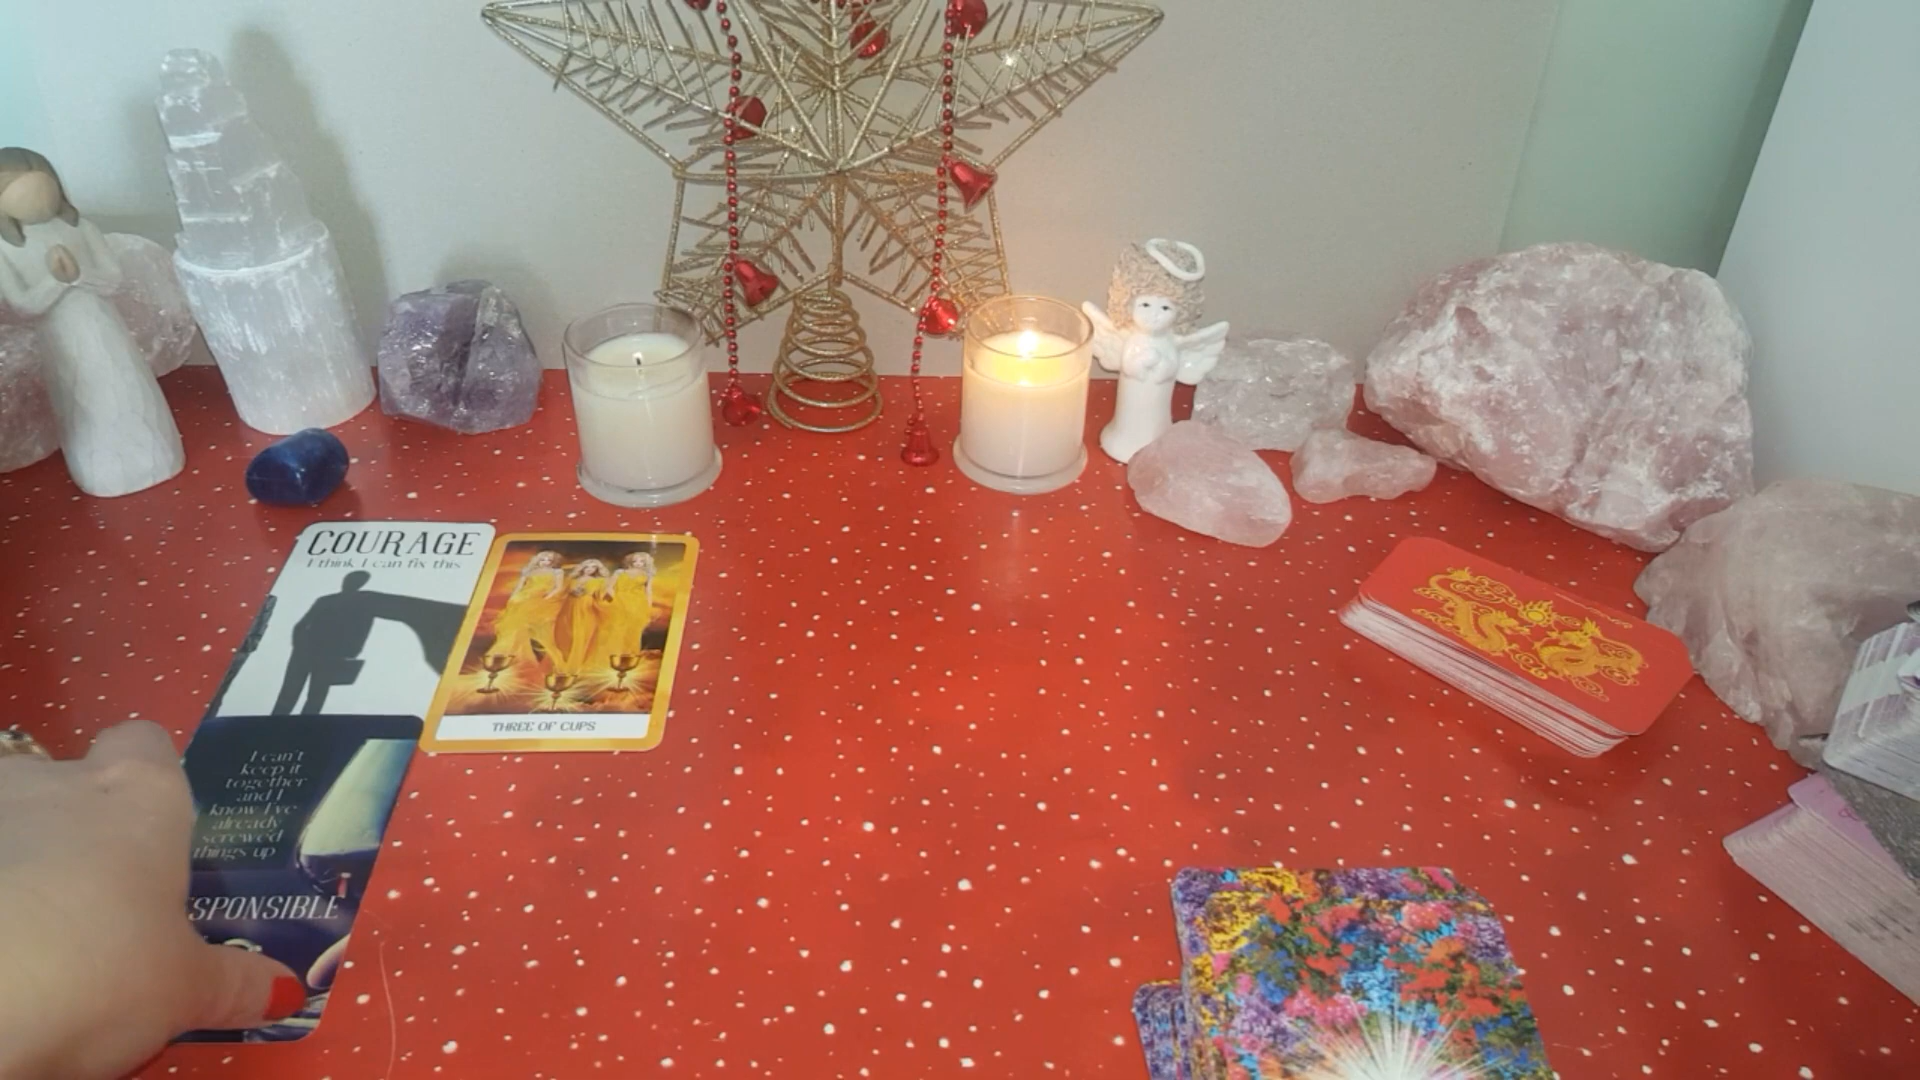 COURAGE
I think I can fix this
THREE OF CUPS
I can't
keep it
together
and I
know I've
already
screwed
things up
SPONSIBLE